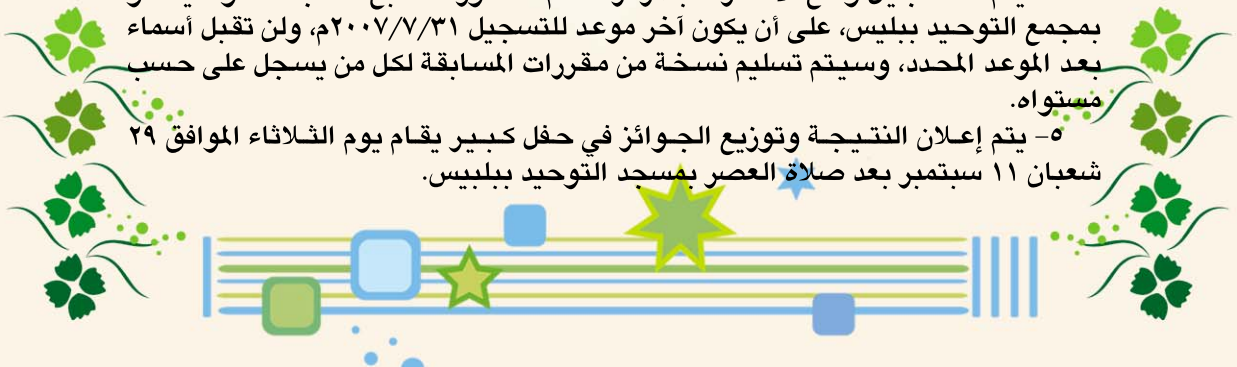 بمجمع التوحيد ببليس، على أن يكون آخر موعد للتسجيل ٢٠٠٧/٧/٣١م، ولن تقبل أسماء
بعد الموعد المحدد، وسيتم تسليم نسخة من مقررات المسابقة لكل من يسجل على حسب
مستواه.
٥- يتم إعلان النتيجة وتوزيع الجوائز في حفل كبير يقام يوم الثلاثاء الموافق ٢٩
شعبان ١١ سبتمبر بعد صلاة العصر بمسجد التوحيد ببلبيس.